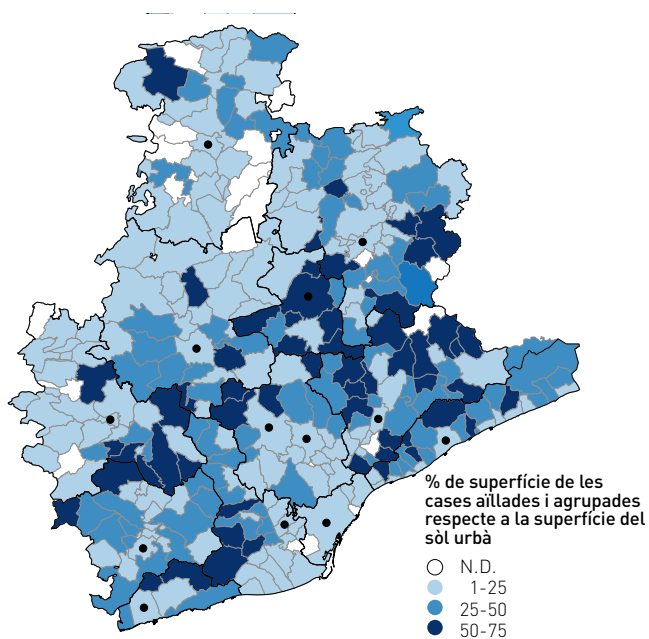 % de superfície de les
cases aïllades i agrupades
respecte a la superfície del
sòl urbà
N.D.
1-25
25-50
50-75